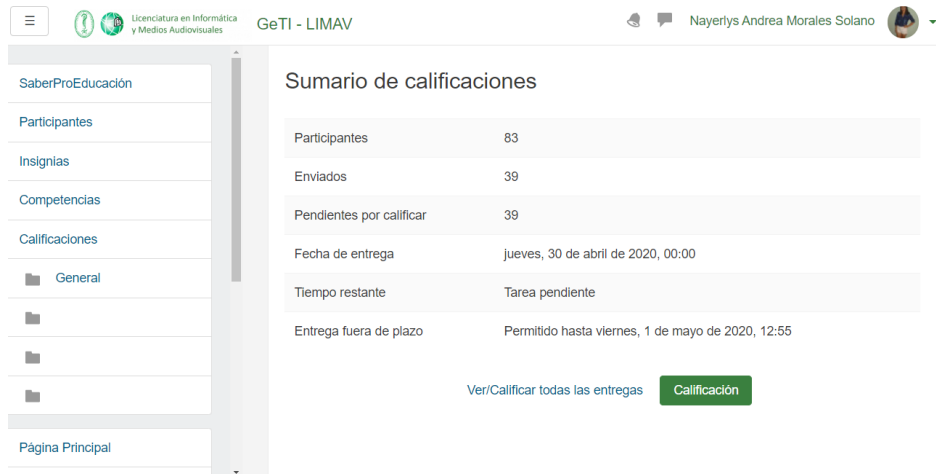 Licenciatura en Informática
y Medios Audiovisuales
GeTI - LIMAV
Nayerlys Andrea Morales Solano
SaberProEducación
Participantes
Insignias
Competencias
Calificaciones
General
Página Principal
Sumario de calificaciones
Participantes 83
Enviados 39
Pendientes por calificar 39
Fecha de entrega jueves, 30 de abril de 2020, 00:00
Tiempo restante Tarea pendiente
Entrega fuera de plazo Permitido hasta viernes, 1 de mayo de 2020, 12:55
Ver/Calificar todas las entregas Calificación